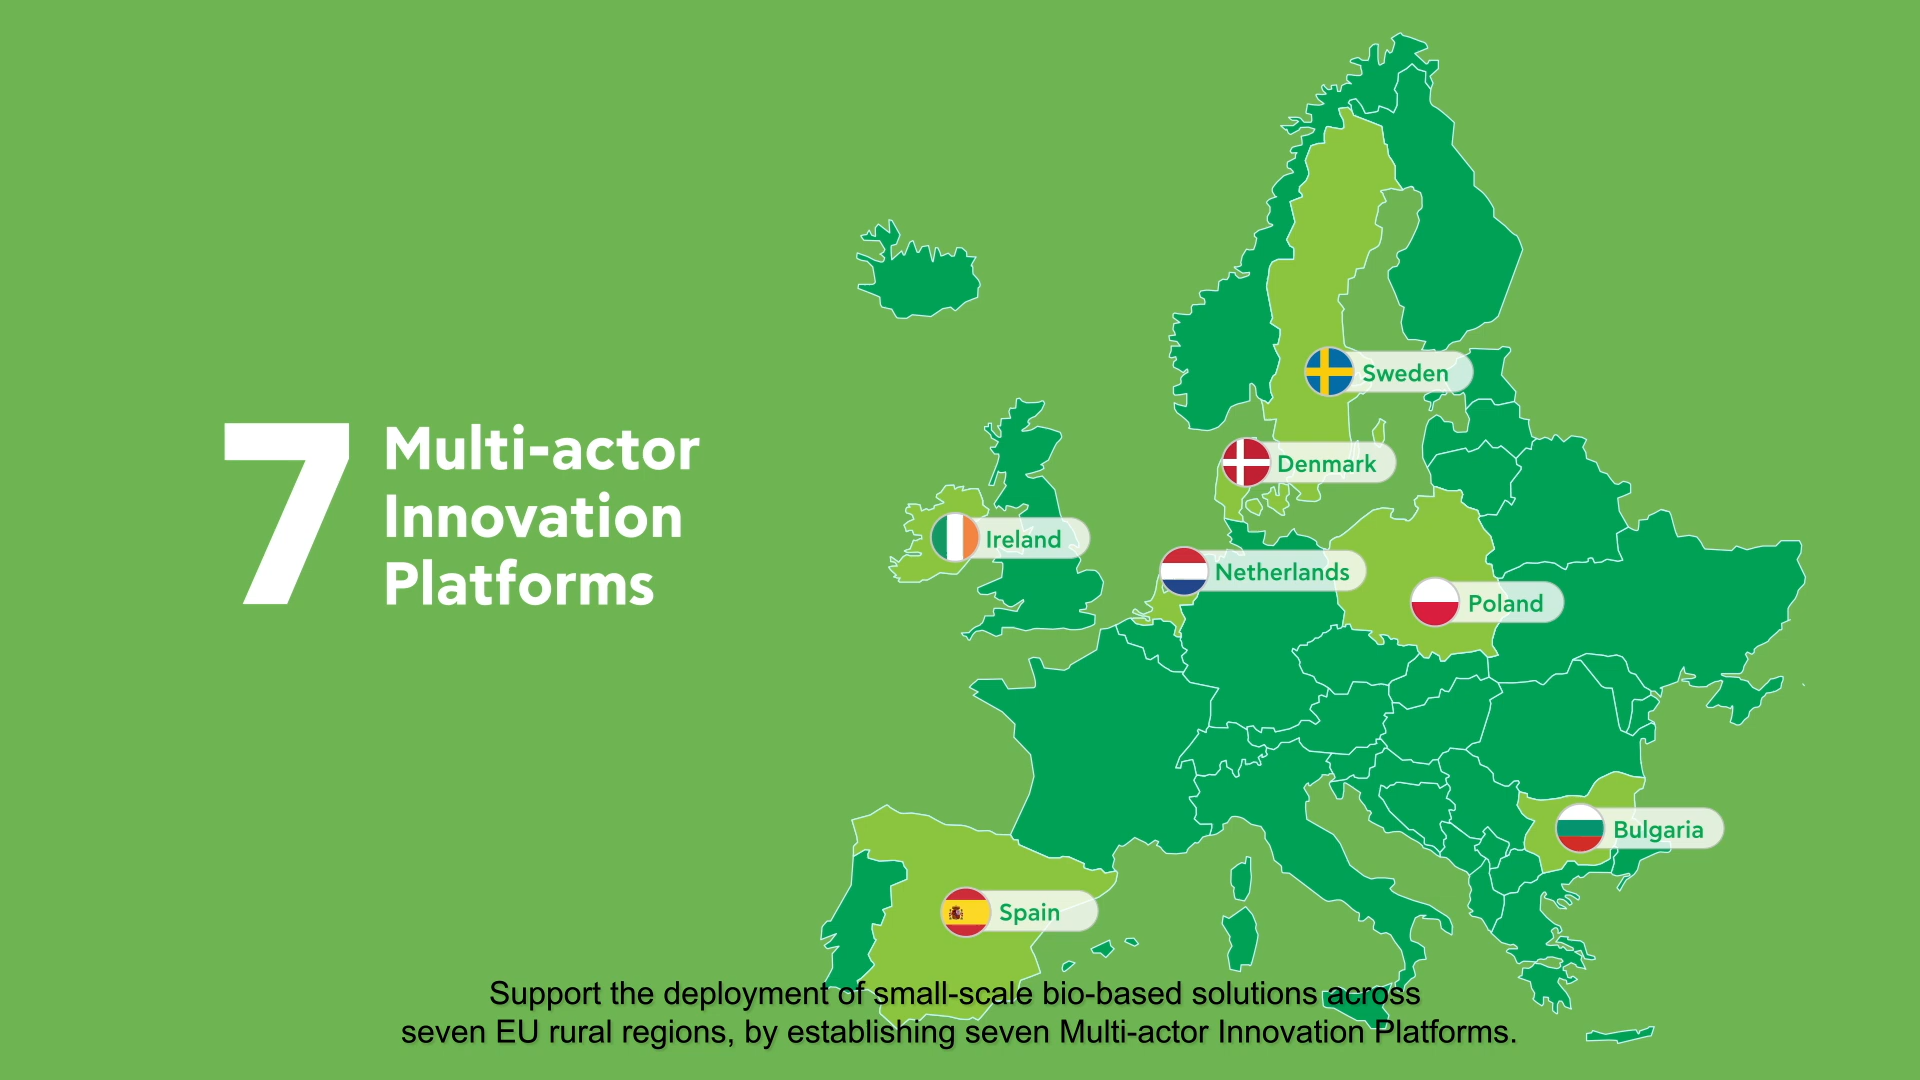 7
Multi-actor
Innovation
Platforms
Sweden
Denmark
Ireland
Netherlands
Poland
Bulgaria
Spain
Support the deployment of small-scale bio-based solutions across
seven EU rural regions, by establishing seven Multi-actor Innovation Platforms.